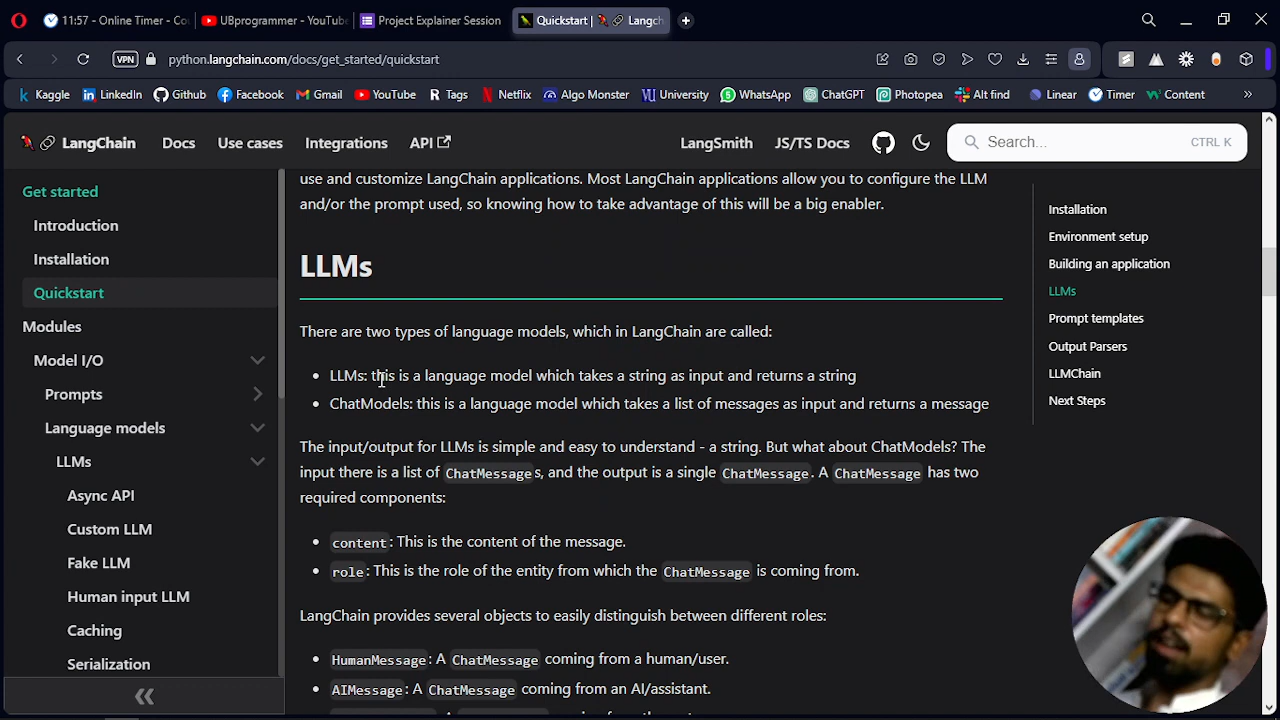 11:57 - Online Timer - Co
UBprogrammer - YouTube
Project Explainer Session
Quickstart | Langch
VPN python.langchain.com/docs/get_started/quickstart
Kaggle LinkedIn Github Facebook Gmail YouTube Tags Netflix Algo Monster University WhatsApp ChatGPT Photopea Alt find Linear Timer Content »
LangChain Docs Use cases Integrations API LangSmith JS/TS Docs Search... CTRL K
Get started
Introduction
Installation
Quickstart
Modules
Model I/O
Prompts
Language models
LLMs
Async API
Custom LLM
Fake LLM
Human input LLM
Caching
Serialization
use and customize LangChain applications. Most LangChain applications allow you to configure the LLM
and/or the prompt used, so knowing how to take advantage of this will be a big enabler.
LLMs
There are two types of language models, which in LangChain are called:
• LLMs: this is a language model which takes a string as input and returns a string
• ChatModels: this is a language model which takes a list of messages as input and returns a message
The input/output for LLMs is simple and easy to understand - a string. But what about ChatModels? The
input there is a list of ChatMessages, and the output is a single ChatMessage. A ChatMessage has two
required components:
• content: This is the content of the message.
• role: This is the role of the entity from which the ChatMessage is coming from.
LangChain provides several objects to easily distinguish between different roles:
• HumanMessage: A ChatMessage coming from a human/user.
• AIMessage: A ChatMessage coming from an AI/assistant.
Installation
Environment setup
Building an application
LLMs
Prompt templates
Output Parsers
LLMChain
Next Steps